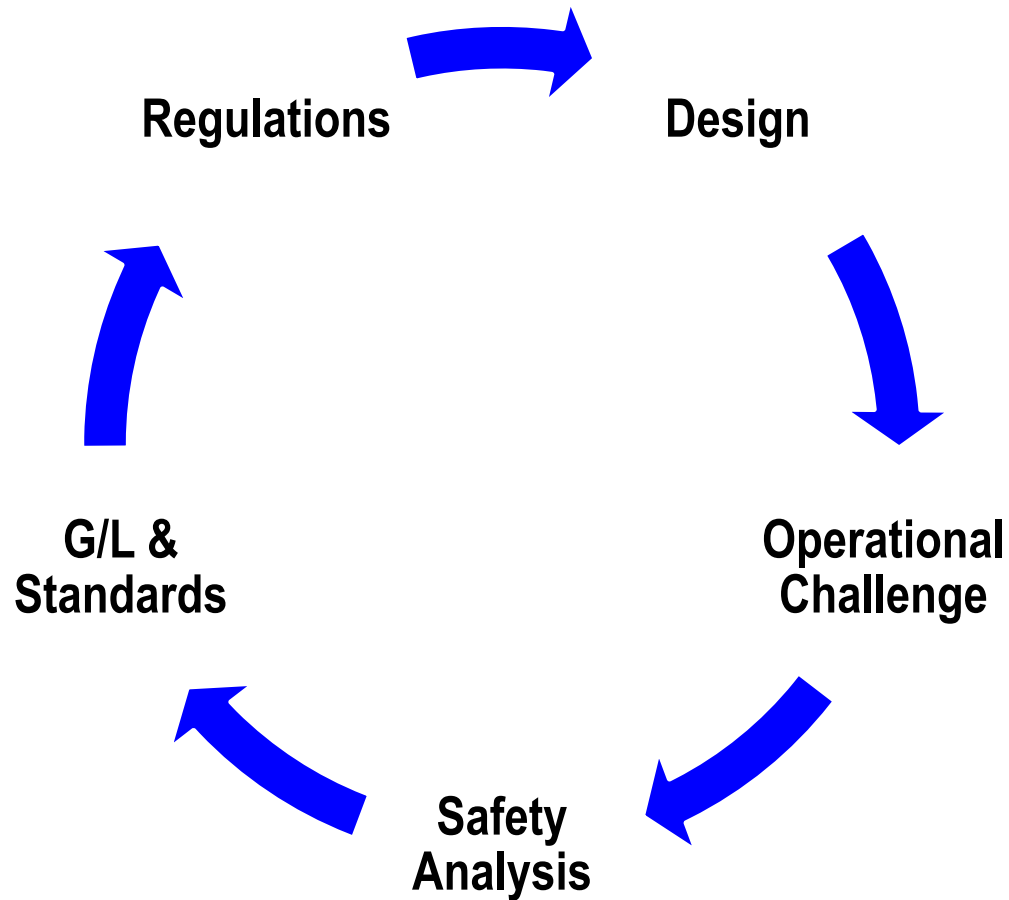 Regulations
Design
G/L &
Standards
Operational
Challenge
Safety
Analysis